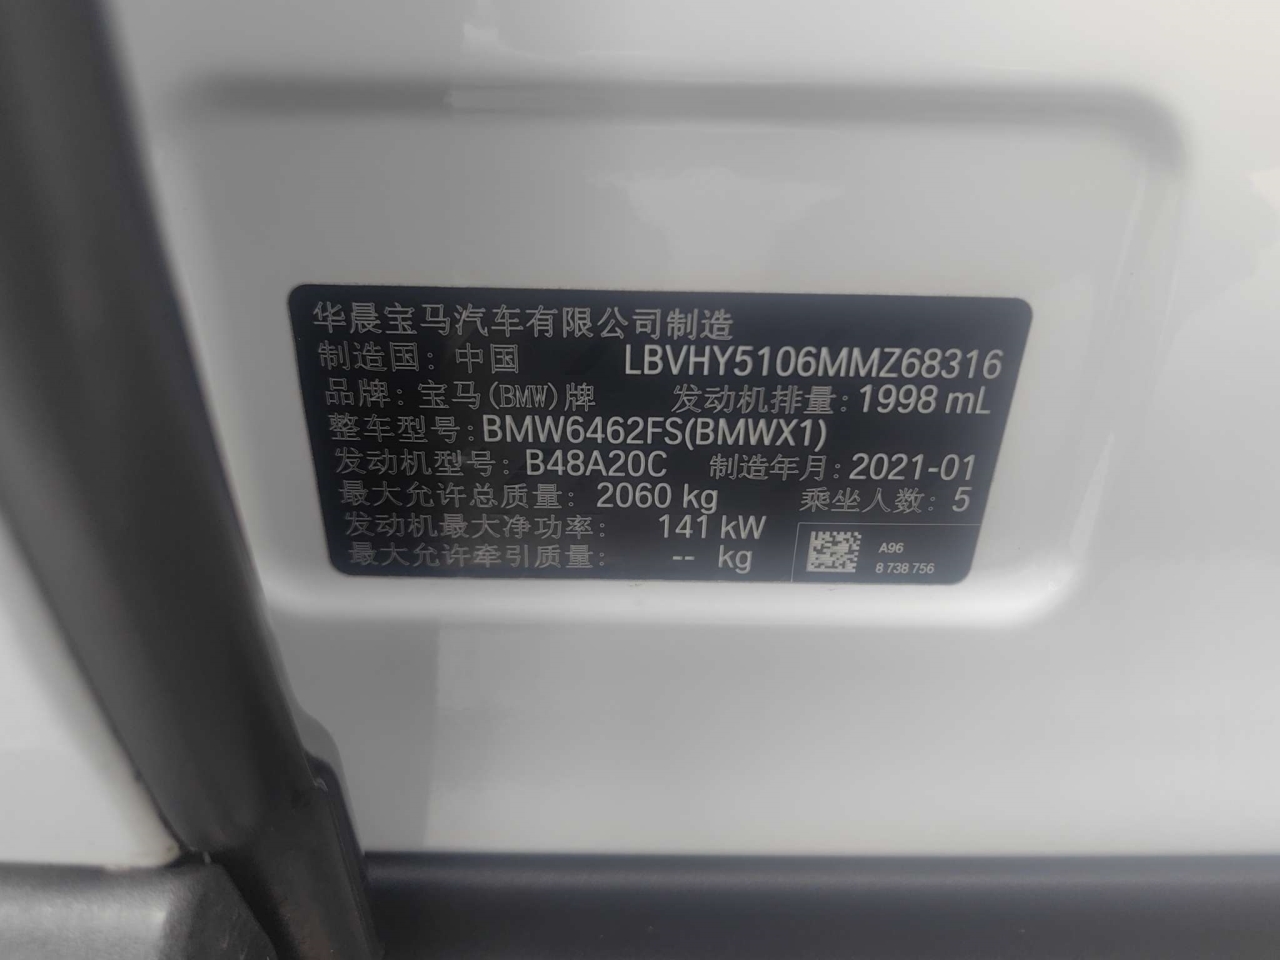 华晨宝马汽车有限公司制造
制造国：中国 LBVHY5106MMZ68316
品牌：宝马(BMW)牌 发动机排量：1998 mL
整车型号：BMW6462FS(BMWX1)
发动机型号：B48A20C 制造年月：2021-01
最大允许总质量：2060 kg 乘坐人数：5
发动机最大净功率：141 kW
最大允许牵引质量：-- kg
A96
8 738 756